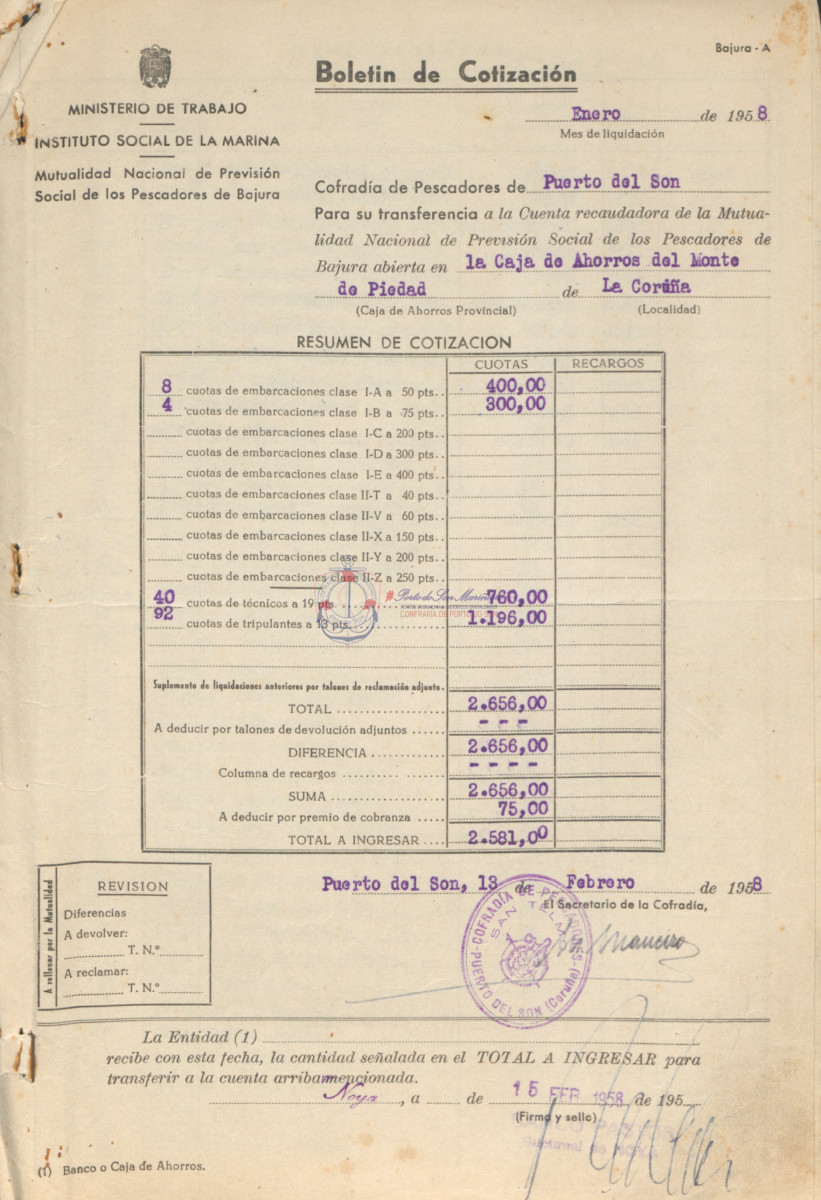 Bajura - A
Boletin de Cotización
MINISTERIO DE TRABAJO
INSTITUTO SOCIAL DE LA MARINA
Mutualidad Nacional de Previsión
Social de los Pescadores de Bajura
Enero de 1958
Mes de liquidación
Cofradía de Pescadores de Puerto del Son
Para su transferencia a la Cuenta recaudadora de la Mutua-
lidad Nacional de Previsión Social de los Pescadores de
Bajura abierta en la Caja de Ahorros del Monte
de Piedad de La Coruña
(Caja de Ahorros Provincial) (Localidad)
RESUMEN DE COTIZACION
CUOTAS RECARGOS
8 cuotas de embarcaciones clase I-A a 50 pts.. 400,00
4 cuotas de embarcaciones clase I-B a 75 pts.. 300,00
cuotas de embarcaciones clase I-C a 200 pts..
cuotas de embarcaciones clase I-D a 300 pts..
cuotas de embarcaciones clase I-E a 400 pts..
cuotas de embarcaciones clase II-T a 40 pts..
cuotas de embarcaciones clase II-V a 60 pts..
cuotas de embarcaciones clase II-X a 150 pts..
cuotas de embarcaciones clase II-Y a 200 pts..
cuotas de embarcaciones clase II-Z a 250 pts..
40 cuotas de técnicos a 19 pts. 760,00
92 cuotas de tripulantes a 13 pts. 1.196,00
Suplemento de liquidaciones anteriores por talones de reclamación adjunto.
TOTAL 2.656,00
A deducir por talones de devolución adjuntos - - -
DIFERENCIA 2.656,00
Columna de recargos - - - -
SUMA 2.656,00
A deducir por premio de cobranza 75,00
TOTAL A INGRESAR 2.581,00
Puerto del Son, 13 de Febrero de 1958
El Secretario de la Cofradía,
COFRADÍA DE PESCADORES
SAN TELMO
PUERTO DEL SON (Coruña)
A rellenar por la Mutualidad
REVISION
Diferencias
A devolver:
T. N.º
A reclamar:
T. N.º
La Entidad (1)
recibe con esta fecha, la cantidad señalada en el TOTAL A INGRESAR para
transferir a la cuenta arriba mencionada.
Noya, a de 15 FEB 1958 de 195
(Firma y sello)
(1) Banco o Caja de Ahorros.